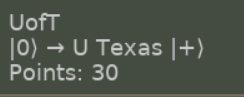 UofT
|0⟩ → U Texas |+⟩
Points: 30